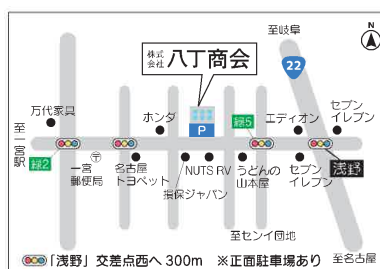 N
至岐阜
株式
会社 八丁商会
22
万代家具
ホンダ
P
緑5
エディオン
セブン
イレブン
至一宮駅
緑2
〒
一宮
郵便局
名古屋
トヨペット
NUTS RV
損保ジャパン
うどんの
山本屋
セブン
イレブン
浅野
至センイ団地
至名古屋
「浅野」交差点西へ300m ※正面駐車場あり